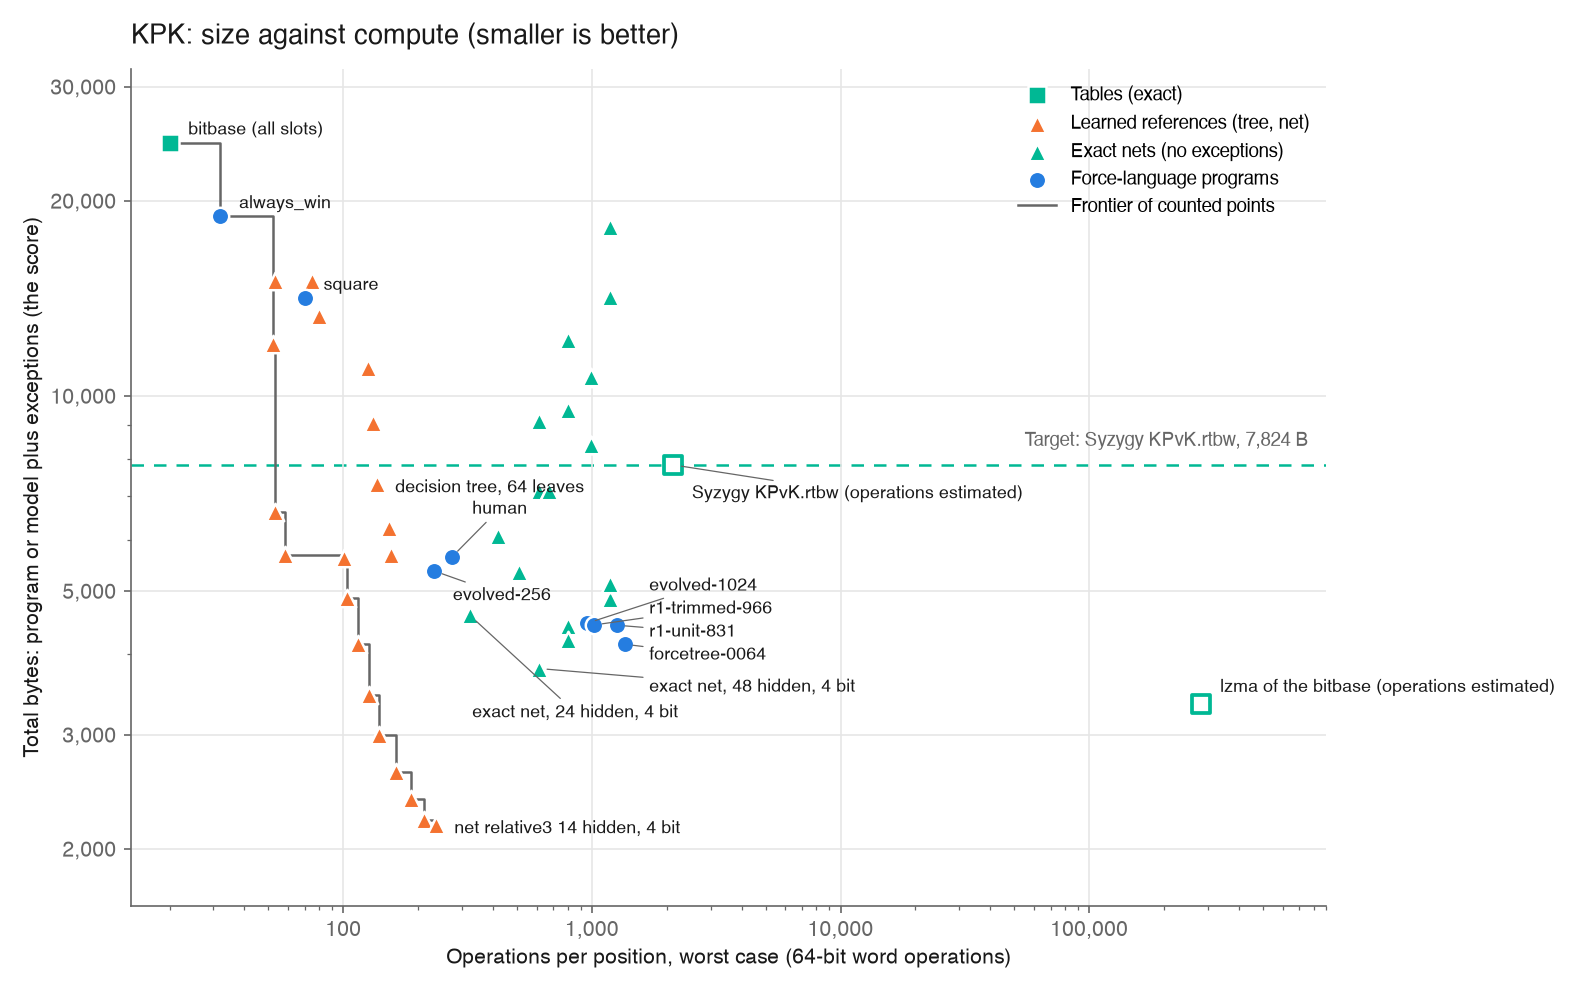 KPK: size against compute (smaller is better)
Total bytes: program or model plus exceptions (the score)
30,000
20,000
10,000
5,000
3,000
2,000
Tables (exact)
Learned references (tree, net)
Exact nets (no exceptions)
Force-language programs
Frontier of counted points
bitbase (all slots)
always_win
square
Target: Syzygy KPvK.rtbw, 7,824 B
decision tree, 64 leaves
Syzygy KPvK.rtbw (operations estimated)
human
evolved-256
evolved-1024
r1-trimmed-966
r1-unit-831
forcetree-0064
exact net, 48 hidden, 4 bit
lzma of the bitbase (operations estimated)
exact net, 24 hidden, 4 bit
net relative3 14 hidden, 4 bit
100
1,000
10,000
100,000
Operations per position, worst case (64-bit word operations)